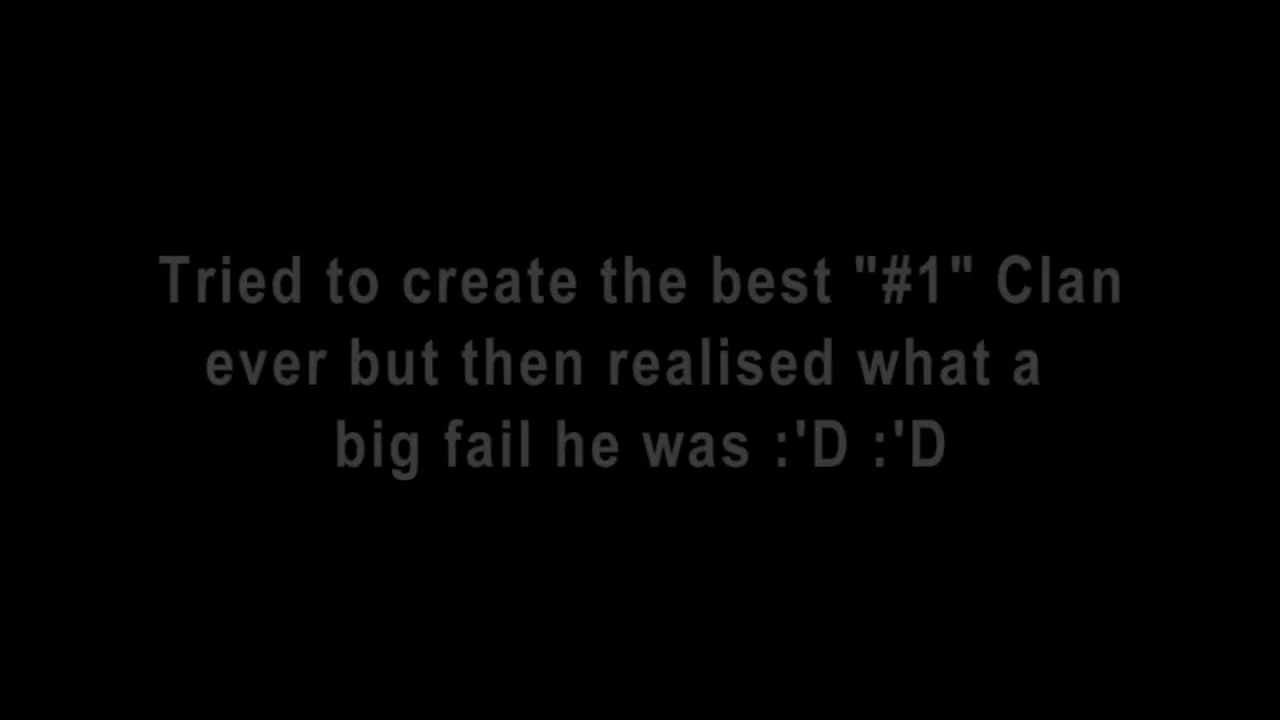 Tried to create the best "#1" Clan
ever but then realised what a
big fail he was :'D :'D